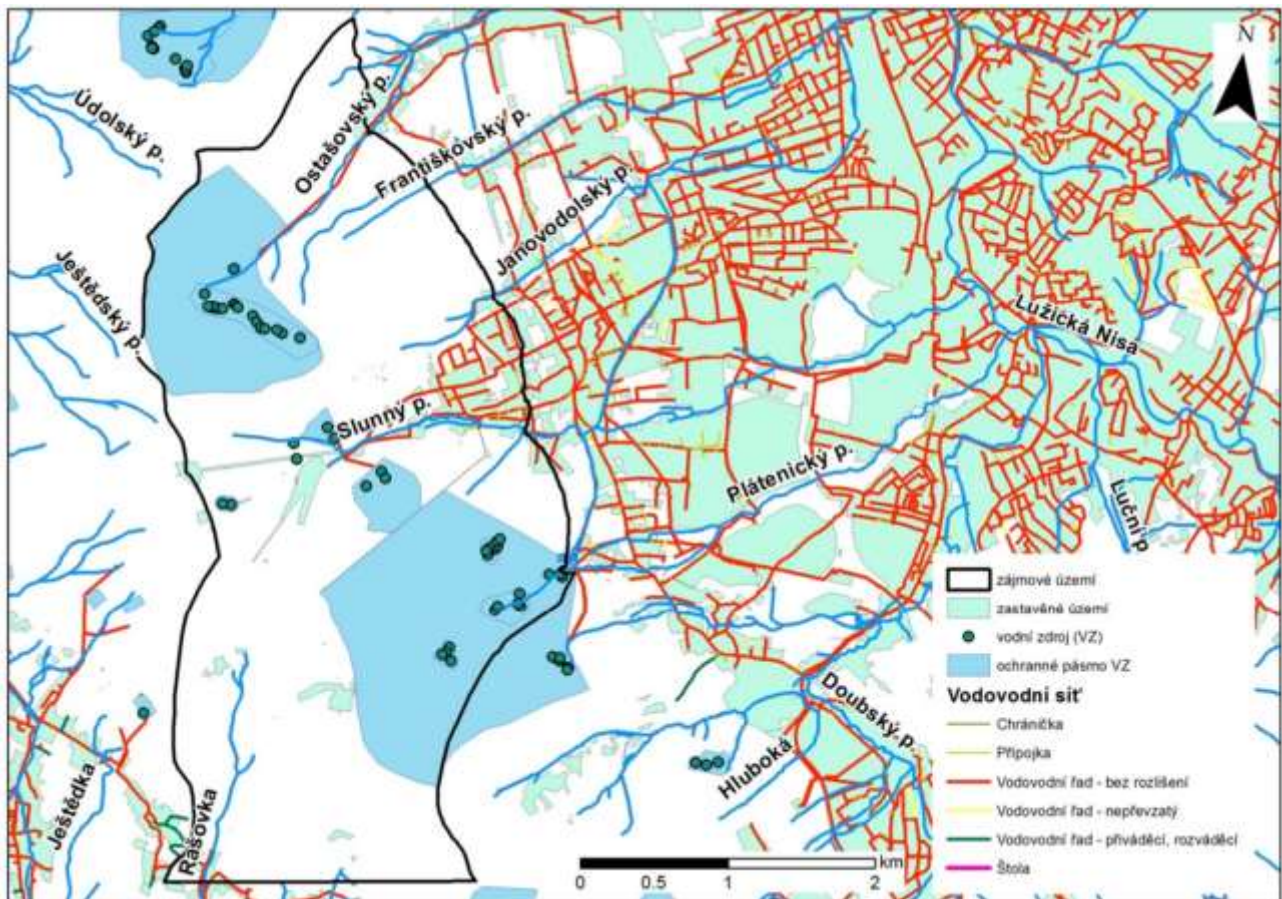 N
Údolský p.
Ostašovský p.
Františkovský p.
Janovodolský p.
Ještědský p.
Lužická Nisa
Slunný p.
Plátenický p.
Luční p.
Doubský p.
Hluboká
Ještědka
Rašovka
zájmové území
zastavěné území
vodní zdroj (VZ)
ochranné pásmo VZ
Vodovodní síť
Chránička
Přípojka
Vodovodní řad - bez rozlišení
Vodovodní řad - nepřevzatý
Vodovodní řad - přiváděcí, rozváděcí
Štola
km
0 0.5 1 2